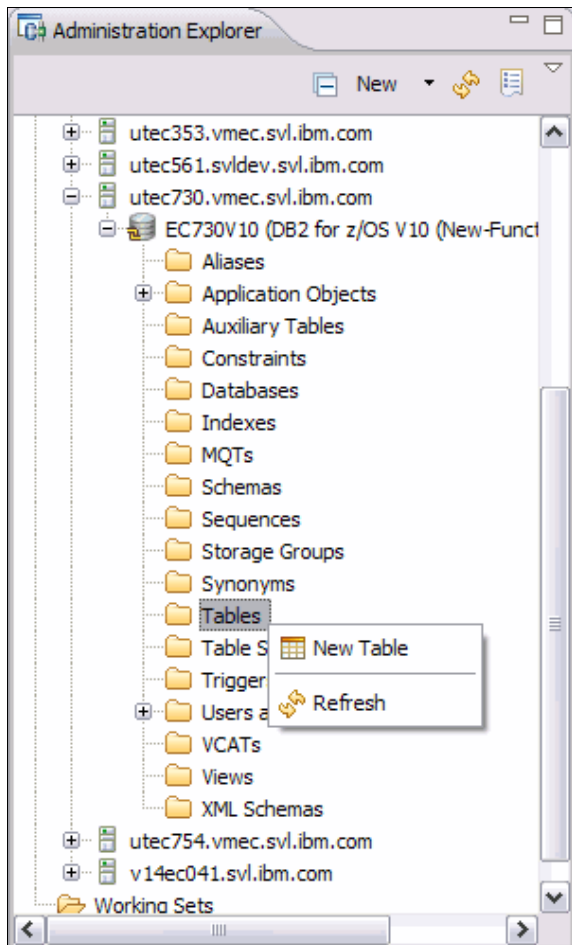 Administration Explorer
New
utec353.vmec.svl.ibm.com
utec561.svldev.svl.ibm.com
utec730.vmec.svl.ibm.com
EC730V10 (DB2 for z/OS V10 (New-Funct
Aliases
Application Objects
Auxiliary Tables
Constraints
Databases
Indexes
MQTs
Schemas
Sequences
Storage Groups
Synonyms
Tables
Table S
New Table
Trigger
Refresh
Users a
VCATs
Views
XML Schemas
utec754.vmec.svl.ibm.com
v14ec041.svl.ibm.com
Working Sets